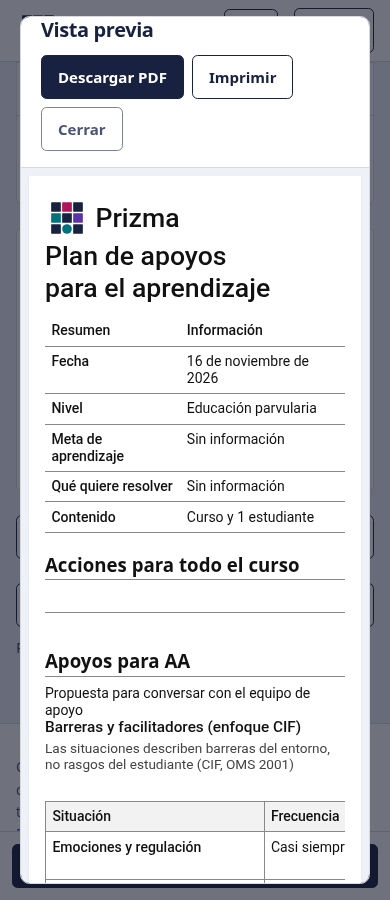 Vista previa
Descargar PDF
Imprimir
Cerrar
Prizma
Plan de apoyos
para el aprendizaje
Resumen Información
Fecha 16 de noviembre de
2026
Nivel Educación parvularia
Meta de Sin información
aprendizaje
Qué quiere resolver Sin información
Contenido Curso y 1 estudiante
Acciones para todo el curso
Apoyos para AA
Propuesta para conversar con el equipo de
apoyo
Barreras y facilitadores (enfoque CIF)
Las situaciones describen barreras del entorno,
no rasgos del estudiante (CIF, OMS 2001)
Situación Frecuencia
Emociones y regulación Casi siempr